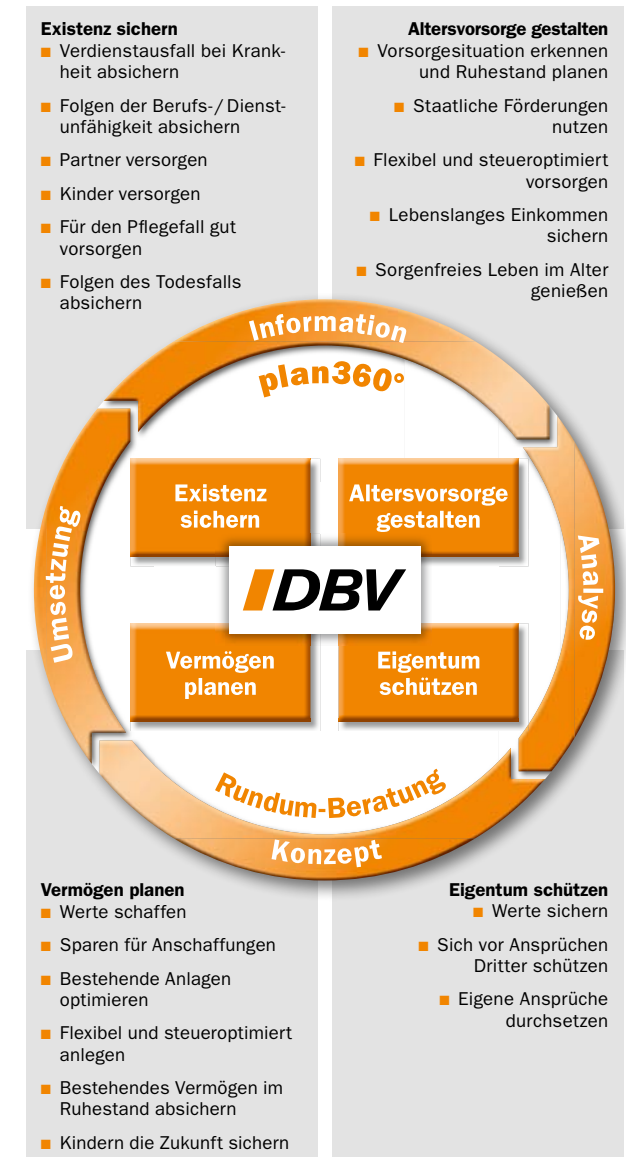 Existenz sichern
■ Verdienstausfall bei Krank-
heit absichern
■ Folgen der Berufs-/ Dienst-
unfähigkeit absichern
■ Partner versorgen
■ Kinder versorgen
■ Für den Pflegefall gut
vorsorgen
■ Folgen des Todesfalls
absichern
Altersvorsorge gestalten
■ Vorsorgesituation erkennen
und Ruhestand planen
■ Staatliche Förderungen
nutzen
■ Flexibel und steueroptimiert
vorsorgen
■ Lebenslanges Einkommen
sichern
■ Sorgenfreies Leben im Alter
genießen
Information
plan360°
Existenz
sichern
Altersvorsorge
gestalten
Umsetzung
DBV
Analyse
Vermögen
planen
Eigentum
schützen
Rundum-Beratung
Konzept
Vermögen planen
■ Werte schaffen
■ Sparen für Anschaffungen
■ Bestehende Anlagen
optimieren
■ Flexibel und steueroptimiert
anlegen
■ Bestehendes Vermögen im
Ruhestand absichern
■ Kindern die Zukunft sichern
Eigentum schützen
■ Werte sichern
■ Sich vor Ansprüchen
Dritter schützen
■ Eigene Ansprüche
durchsetzen